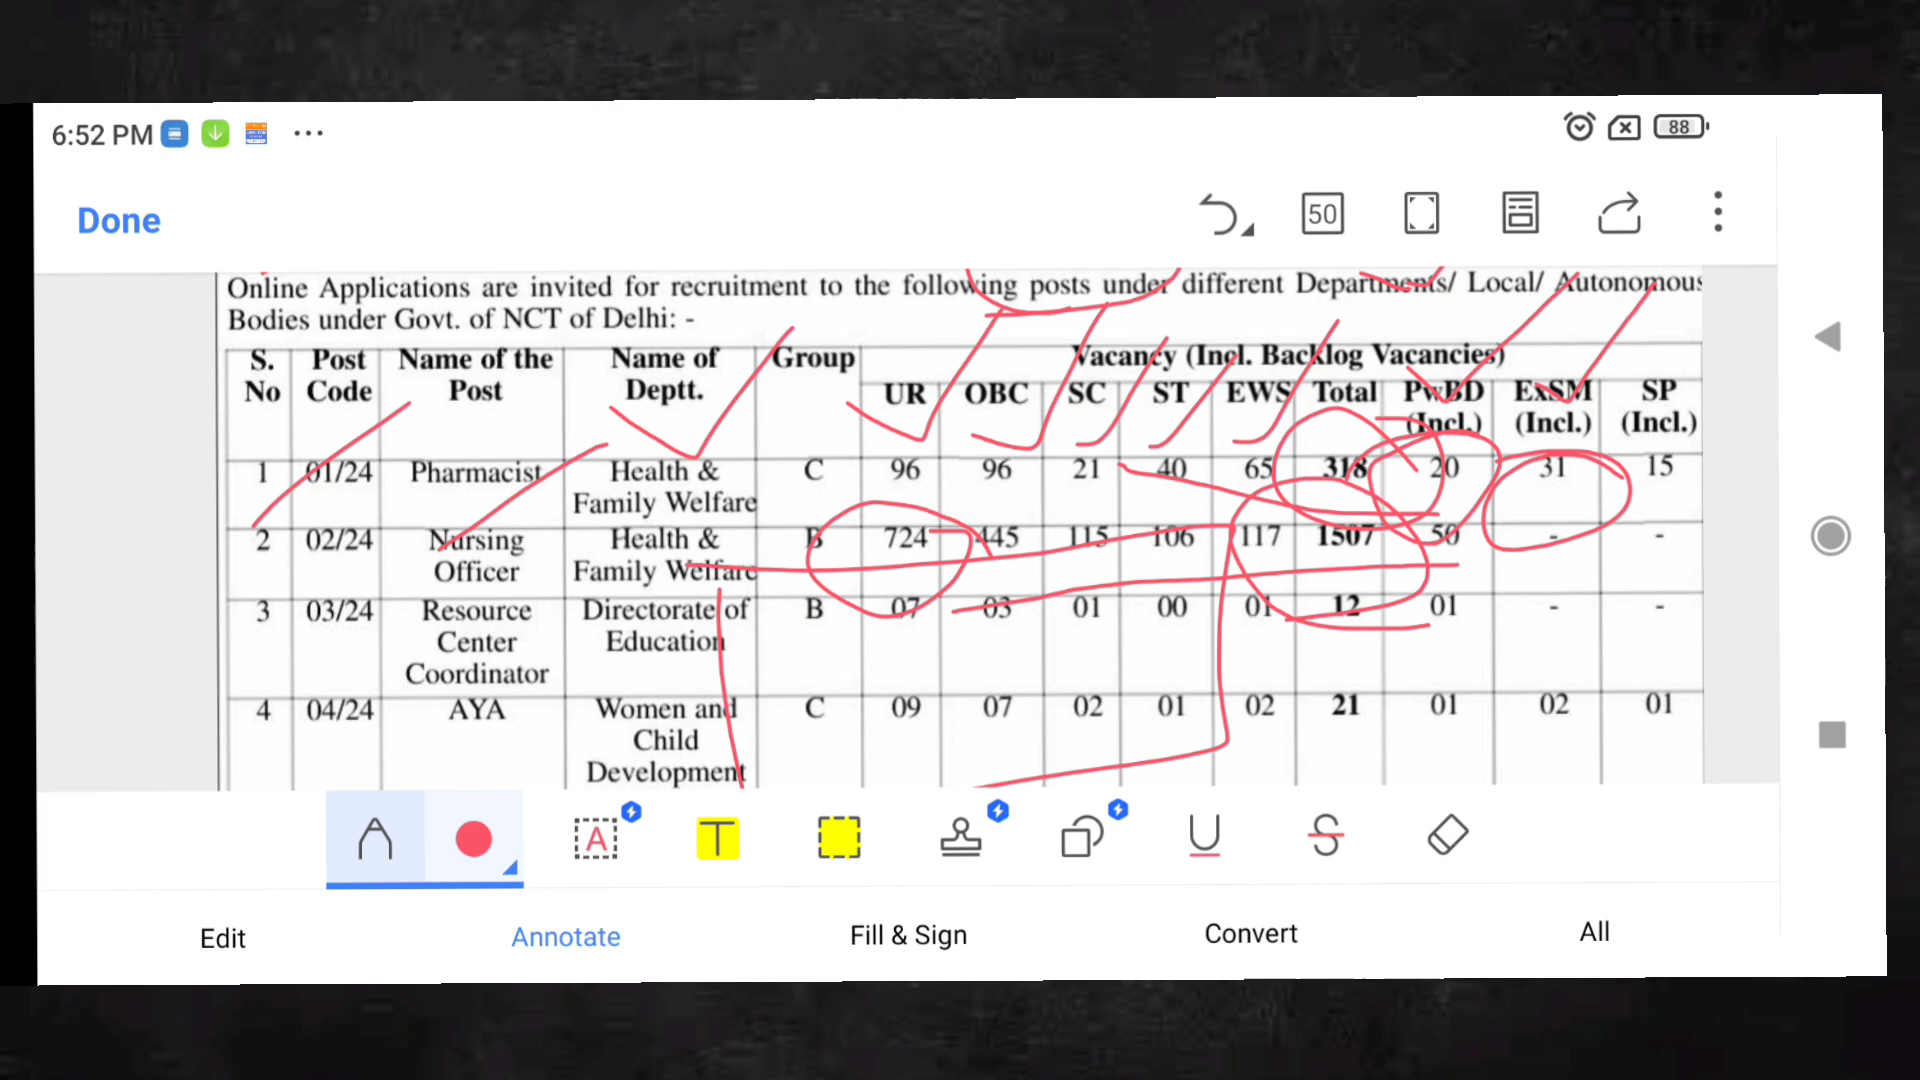 6:52 PM
88
Done
50
Online Applications are invited for recruitment to the following posts under different Departments/ Local/ Autonomous
Bodies under Govt. of NCT of Delhi: -
S. No Post Code Name of the Post Name of Deptt. Group Vacancy (Incl. Backlog Vacancies)
UR OBC SC ST EWS Total PwBD (Incl.) ExSM (Incl.) SP (Incl.)
1 01/24 Pharmacist Health & Family Welfare C 96 96 21 40 65 318 20 31 15
2 02/24 Nursing Officer Health & Family Welfare B 724 445 115 106 117 1507 50 - -
3 03/24 Resource Center Coordinator Directorate of Education B 07 03 01 00 01 12 01 - -
4 04/24 AYA Women and Child Development C 09 07 02 01 02 21 01 02 01
A T U S
Edit Annotate Fill & Sign Convert All